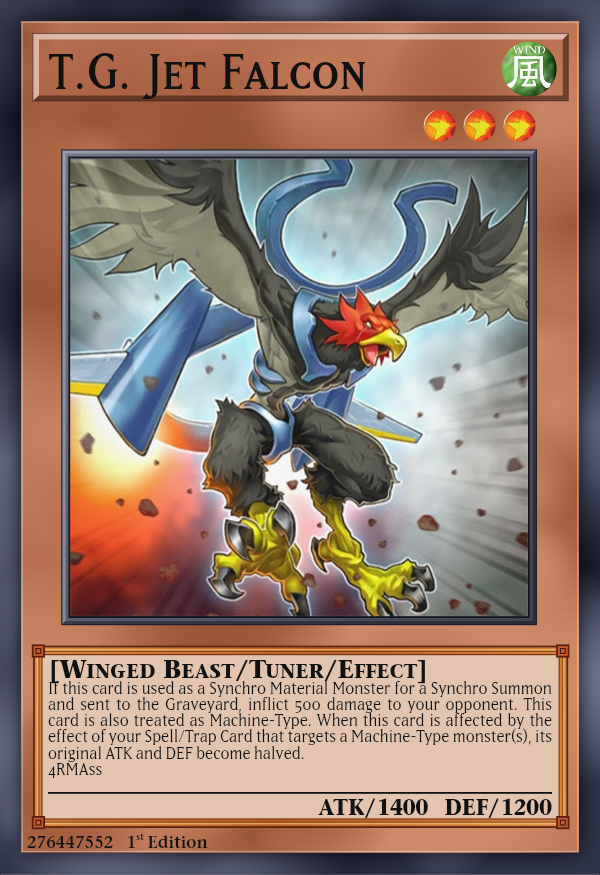 T.G. Jet Falcon
WIND
風
[Winged Beast/Tuner/Effect]
If this card is used as a Synchro Material Monster for a Synchro Summon
and sent to the Graveyard, inflict 500 damage to your opponent. This
card is also treated as Machine-Type. When this card is affected by the
effect of your Spell/Trap Card that targets a Machine-Type monster(s), its
original ATK and DEF become halved.
4RMAss
ATK/1400 DEF/1200
276447552 1st Edition